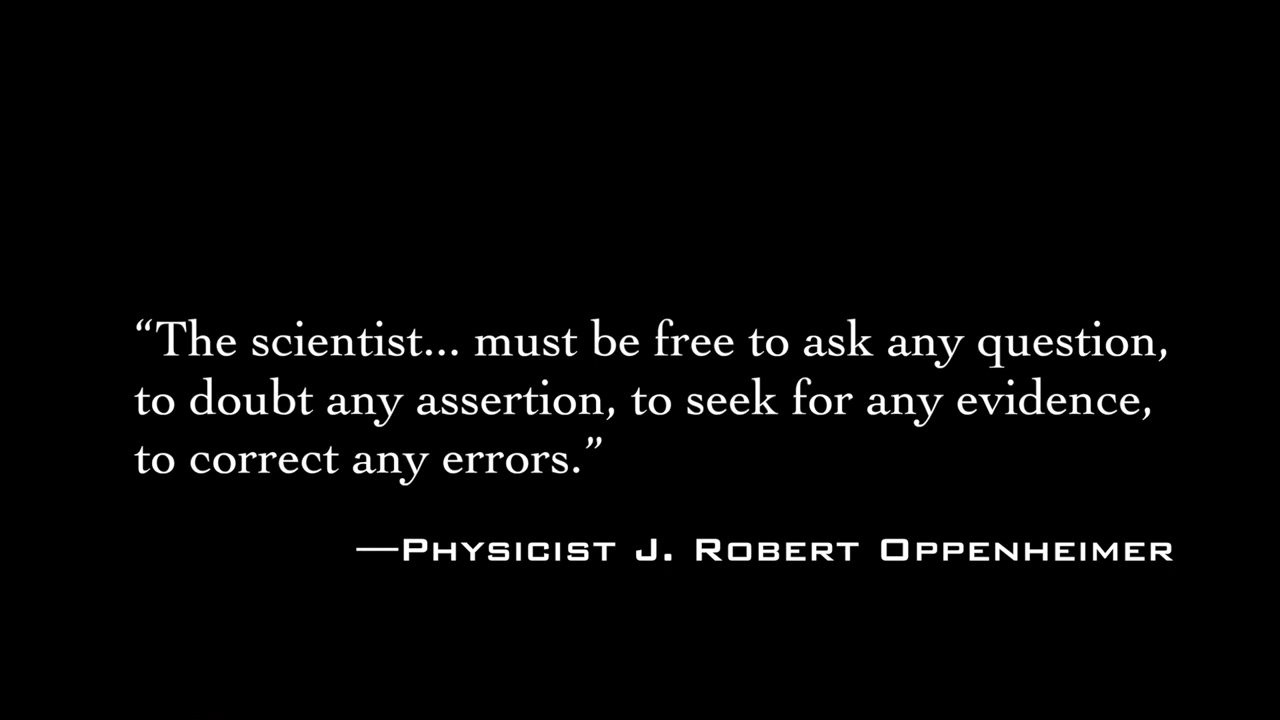 “The scientist... must be free to ask any question,
to doubt any assertion, to seek for any evidence,
to correct any errors.”
—Physicist J. Robert Oppenheimer